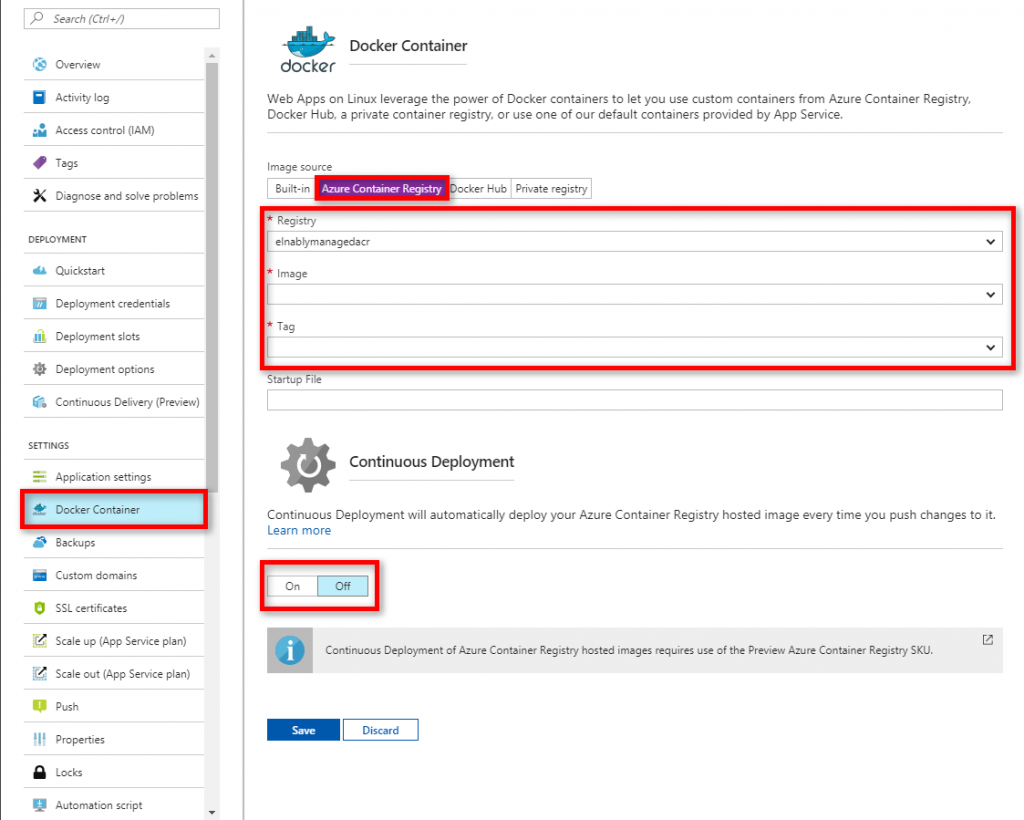 Search (Ctrl+/)
Overview
Activity log
Access control (IAM)
Tags
Diagnose and solve problems
DEPLOYMENT
Quickstart
Deployment credentials
Deployment slots
Deployment options
Continuous Delivery (Preview)
SETTINGS
Application settings
Docker Container
Backups
Custom domains
SSL certificates
Scale up (App Service plan)
Scale out (App Service plan)
Push
Properties
Locks
Automation script
docker
Docker Container
Web Apps on Linux leverage the power of Docker containers to let you use custom containers from Azure Container Registry,
Docker Hub, a private container registry, or use one of our default containers provided by App Service.
Image source
Built-in Azure Container Registry Docker Hub Private registry
* Registry
elnablymanagedacr
* Image
* Tag
Startup File
Continuous Deployment
Continuous Deployment will automatically deploy your Azure Container Registry hosted image every time you push changes to it.
Learn more
On Off
Continuous Deployment of Azure Container Registry hosted images requires use of the Preview Azure Container Registry SKU.
Save Discard